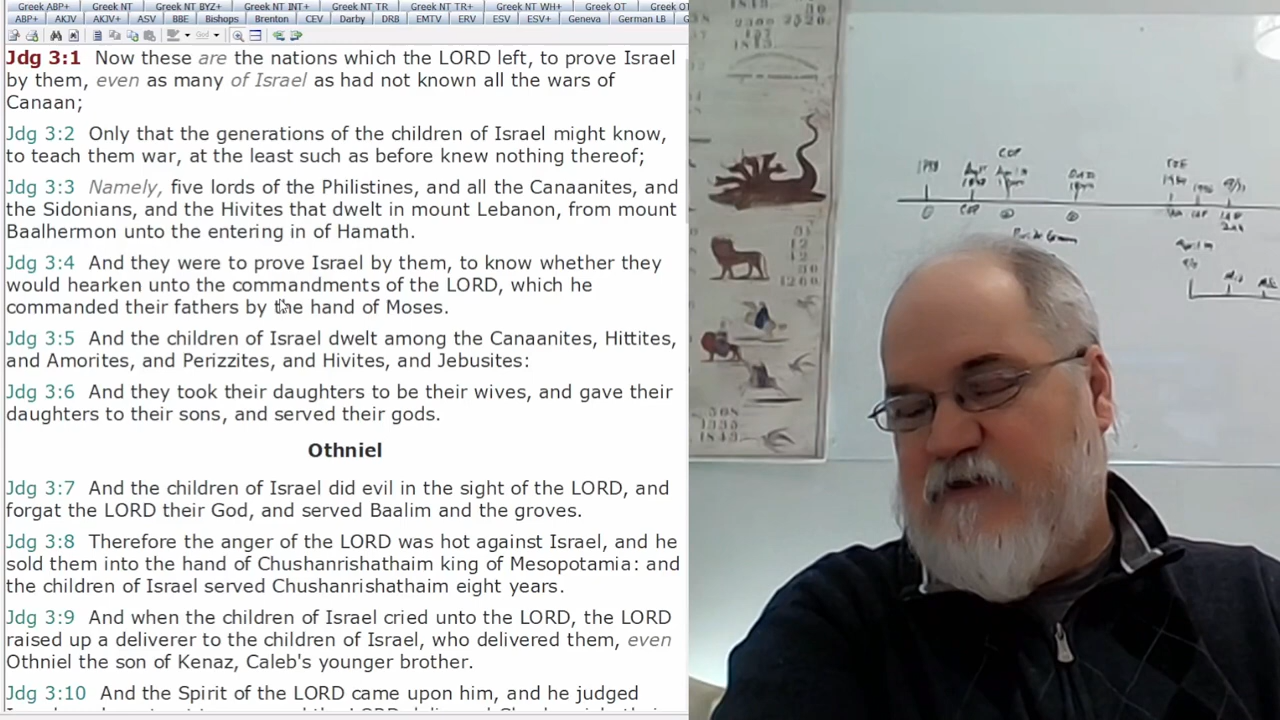 Greek ABP+ Greek NT Greek NT BYZ+ Greek NT INT+ Greek NT TR Greek NT TR+ Greek NT WH+ Greek OT Greek OT
ABP+ AKJV AKJV+ ASV BBE Bishops Brenton CEV Darby DRB EMTV ERV ESV ESV+ Geneva German LB
Jdg 3:1 Now these are the nations which the LORD left, to prove Israel
by them, even as many of Israel as had not known all the wars of
Canaan;
Jdg 3:2 Only that the generations of the children of Israel might know,
to teach them war, at the least such as before knew nothing thereof;
Jdg 3:3 Namely, five lords of the Philistines, and all the Canaanites, and
the Sidonians, and the Hivites that dwelt in mount Lebanon, from mount
Baalhermon unto the entering in of Hamath.
Jdg 3:4 And they were to prove Israel by them, to know whether they
would hearken unto the commandments of the LORD, which he
commanded their fathers by the hand of Moses.
Jdg 3:5 And the children of Israel dwelt among the Canaanites, Hittites,
and Amorites, and Perizzites, and Hivites, and Jebusites:
Jdg 3:6 And they took their daughters to be their wives, and gave their
daughters to their sons, and served their gods.
Othniel
Jdg 3:7 And the children of Israel did evil in the sight of the LORD, and
forgat the LORD their God, and served Baalim and the groves.
Jdg 3:8 Therefore the anger of the LORD was hot against Israel, and he
sold them into the hand of Chushanrishathaim king of Mesopotamia: and
the children of Israel served Chushanrishathaim eight years.
Jdg 3:9 And when the children of Israel cried unto the LORD, the LORD
raised up a deliverer to the children of Israel, who delivered them, even
Othniel the son of Kenaz, Caleb's younger brother.
Jdg 3:10 And the Spirit of the LORD came upon him, and he judged
30
1260
508
1335
1843
1798
COP